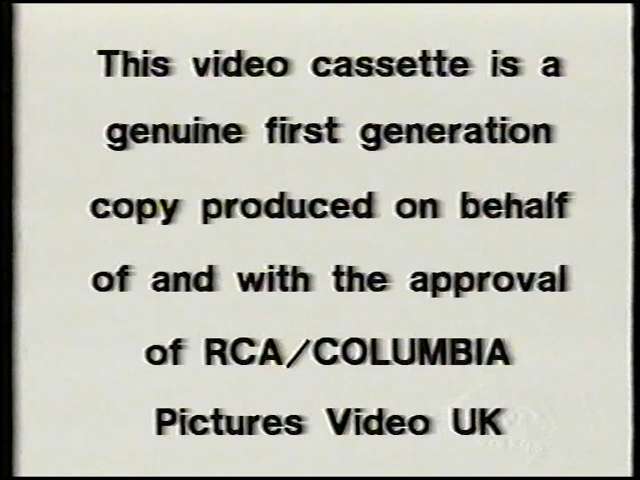 This video cassette is a
genuine first generation
copy produced on behalf
of and with the approval
of RCA/COLUMBIA
Pictures Video UK